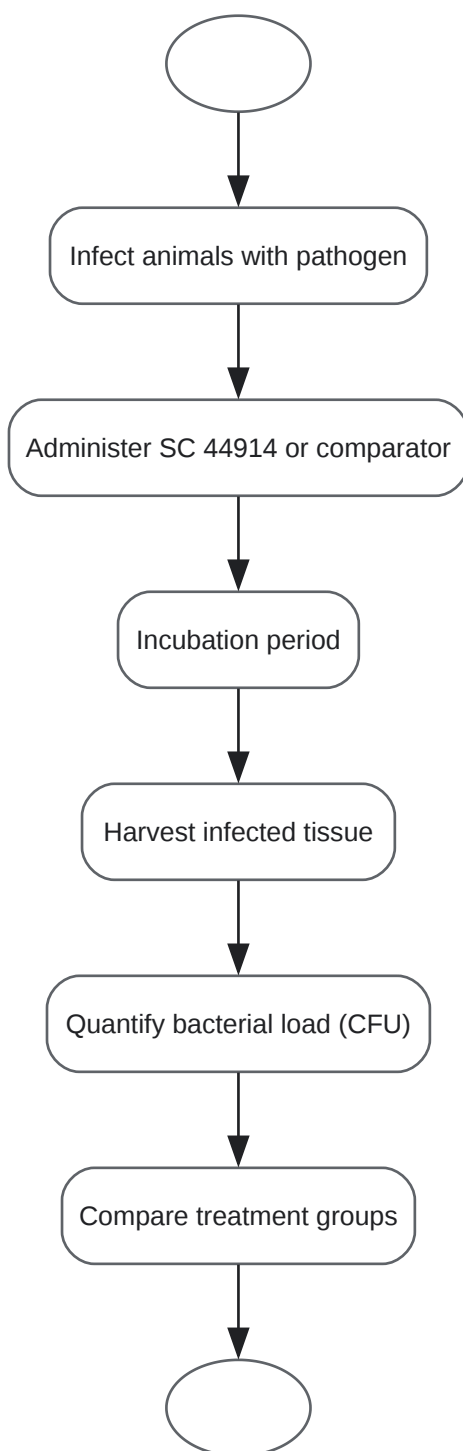 Infect animals with pathogen
Administer SC 44914 or comparator
Incubation period
Harvest infected tissue
Quantify bacterial load (CFU)
Compare treatment groups